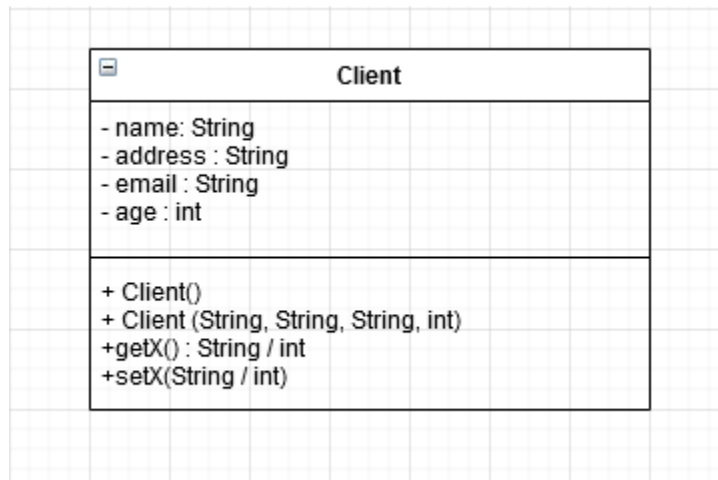 Client
- name: String
- address : String
- email : String
- age : int
+ Client()
+ Client (String, String, String, int)
+getX() : String / int
+setX(String / int)